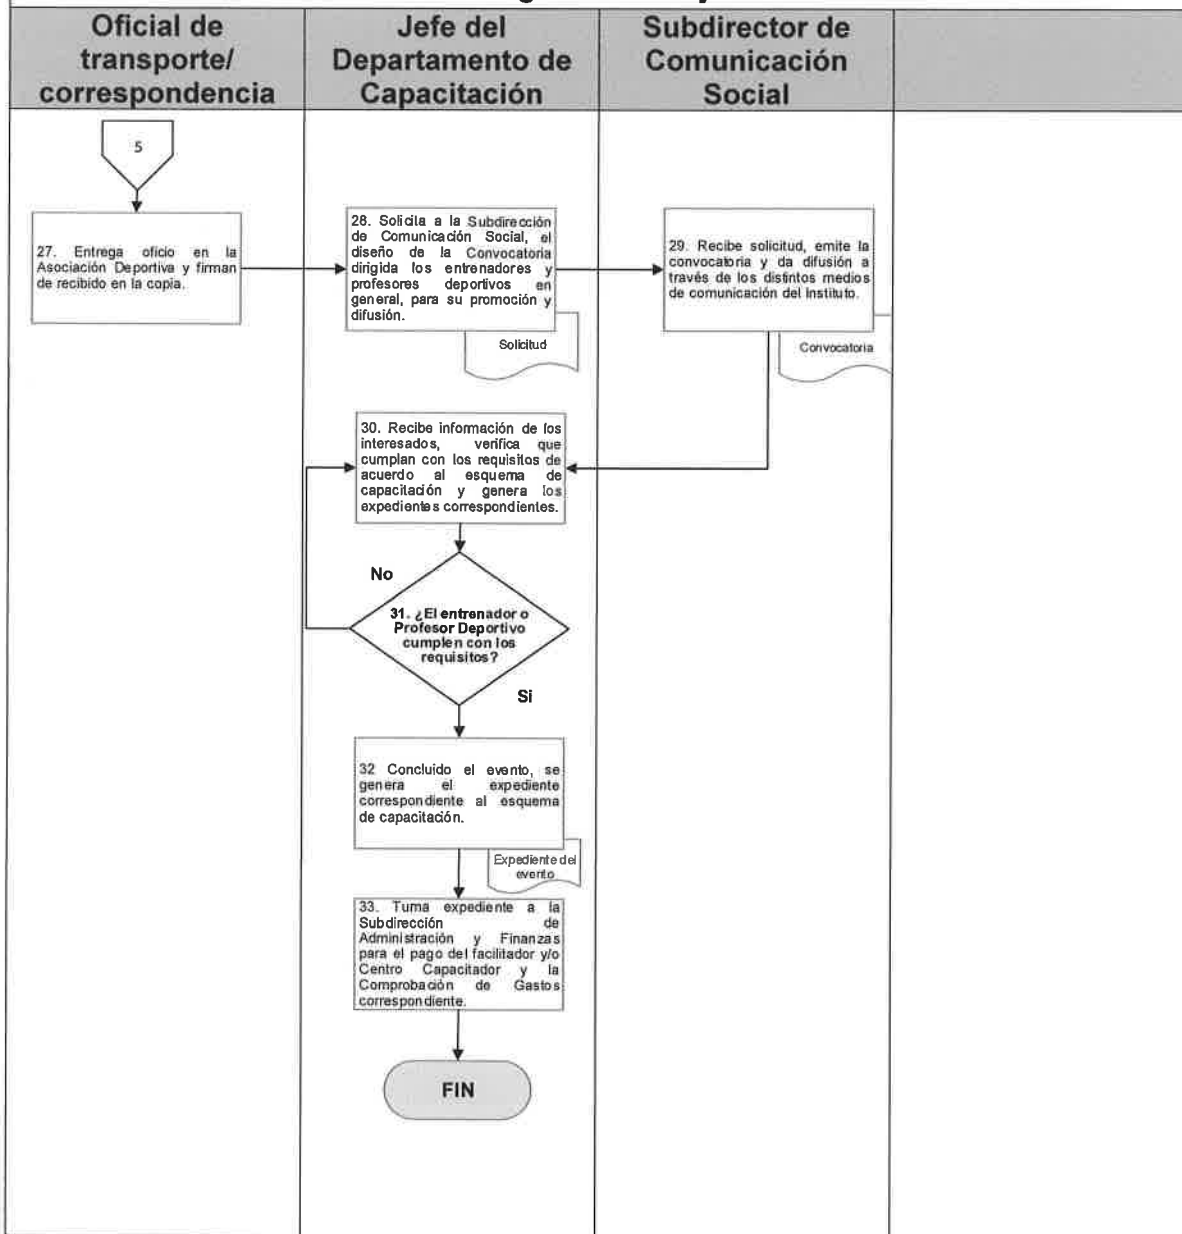 Oficial de
transporte/
correspondencia
Jefe del
Departamento de
Capacitación
Subdirector de
Comunicación
Social
5
27. Entrega oficio en la
Asociación Deportiva y firman
de recibido en la copia.
28. Solicita a la Subdirección
de Comunicación Social, el
diseño de la Convocatoria
dirigida los entrenadores y
profesores deportivos en
general, para su promoción y
difusión.
Solicitud
29. Recibe solicitud, emite la
convocatoria y da difusión a
través de los distintos medios
de comunicación del Instituto.
Convocatoria
30. Recibe información de los
interesados, verifica que
cumplan con los requisitos de
acuerdo al esquema de
capacitación y genera los
expedientes correspondientes.
No
31. ¿El entrenador o
Profesor Deportivo
cumplen con los
requisitos?
Si
32 Concluido el evento, se
genera el expediente
correspondiente al esquema
de capacitación.
Expediente del
evento
33. Turna expediente a la
Subdirección de
Administración y Finanzas
para el pago del facilitador y/o
Centro Capacitador y la
Comprobación de Gastos
correspondiente.
FIN